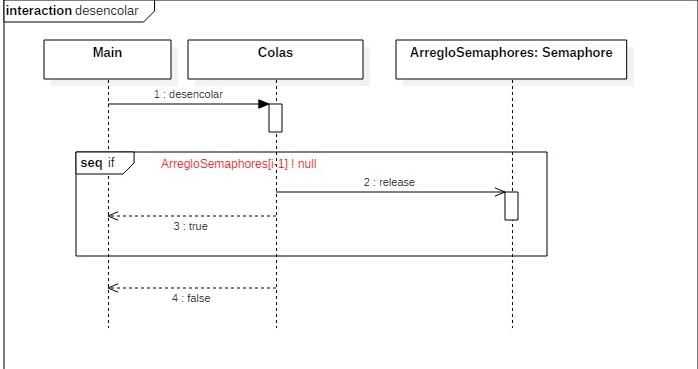 interaction desencolar
Main
Colas
ArregloSemaphores: Semaphore
1 : desencolar
seq if
ArregloSemaphores[i-1] ! null
2 : release
3 : true
4 : false